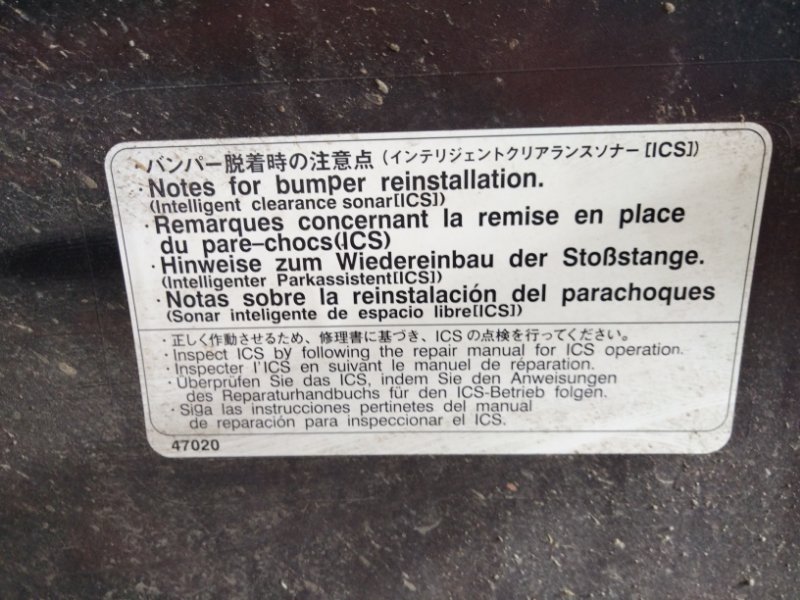 ・バンパー脱着時の注意点（インテリジェントクリアランスソナー[ICS]）
・Notes for bumper reinstallation.
(Intelligent clearance sonar[ICS])
・Remarques concernant la remise en place
du pare-chocs(ICS)
・Hinweise zum Wiedereinbau der Stoßstange.
(Intelligenter Parkassistent[ICS])
・Notas sobre la reinstalación del parachoques
(Sonar inteligente de espacio libre[ICS])
・正しく作動させるため、修理書に基づき、ICSの点検を行ってください。
・Inspect ICS by following the repair manual for ICS operation.
・Inspecter l'ICS en suivant le manuel de réparation.
・Überprüfen Sie das ICS, indem Sie den Anweisungen
des Reparaturhandbuchs für den ICS-Betrieb folgen.
・Siga las instrucciones pertinetes del manual
de reparación para inspeccionar el ICS.
47020